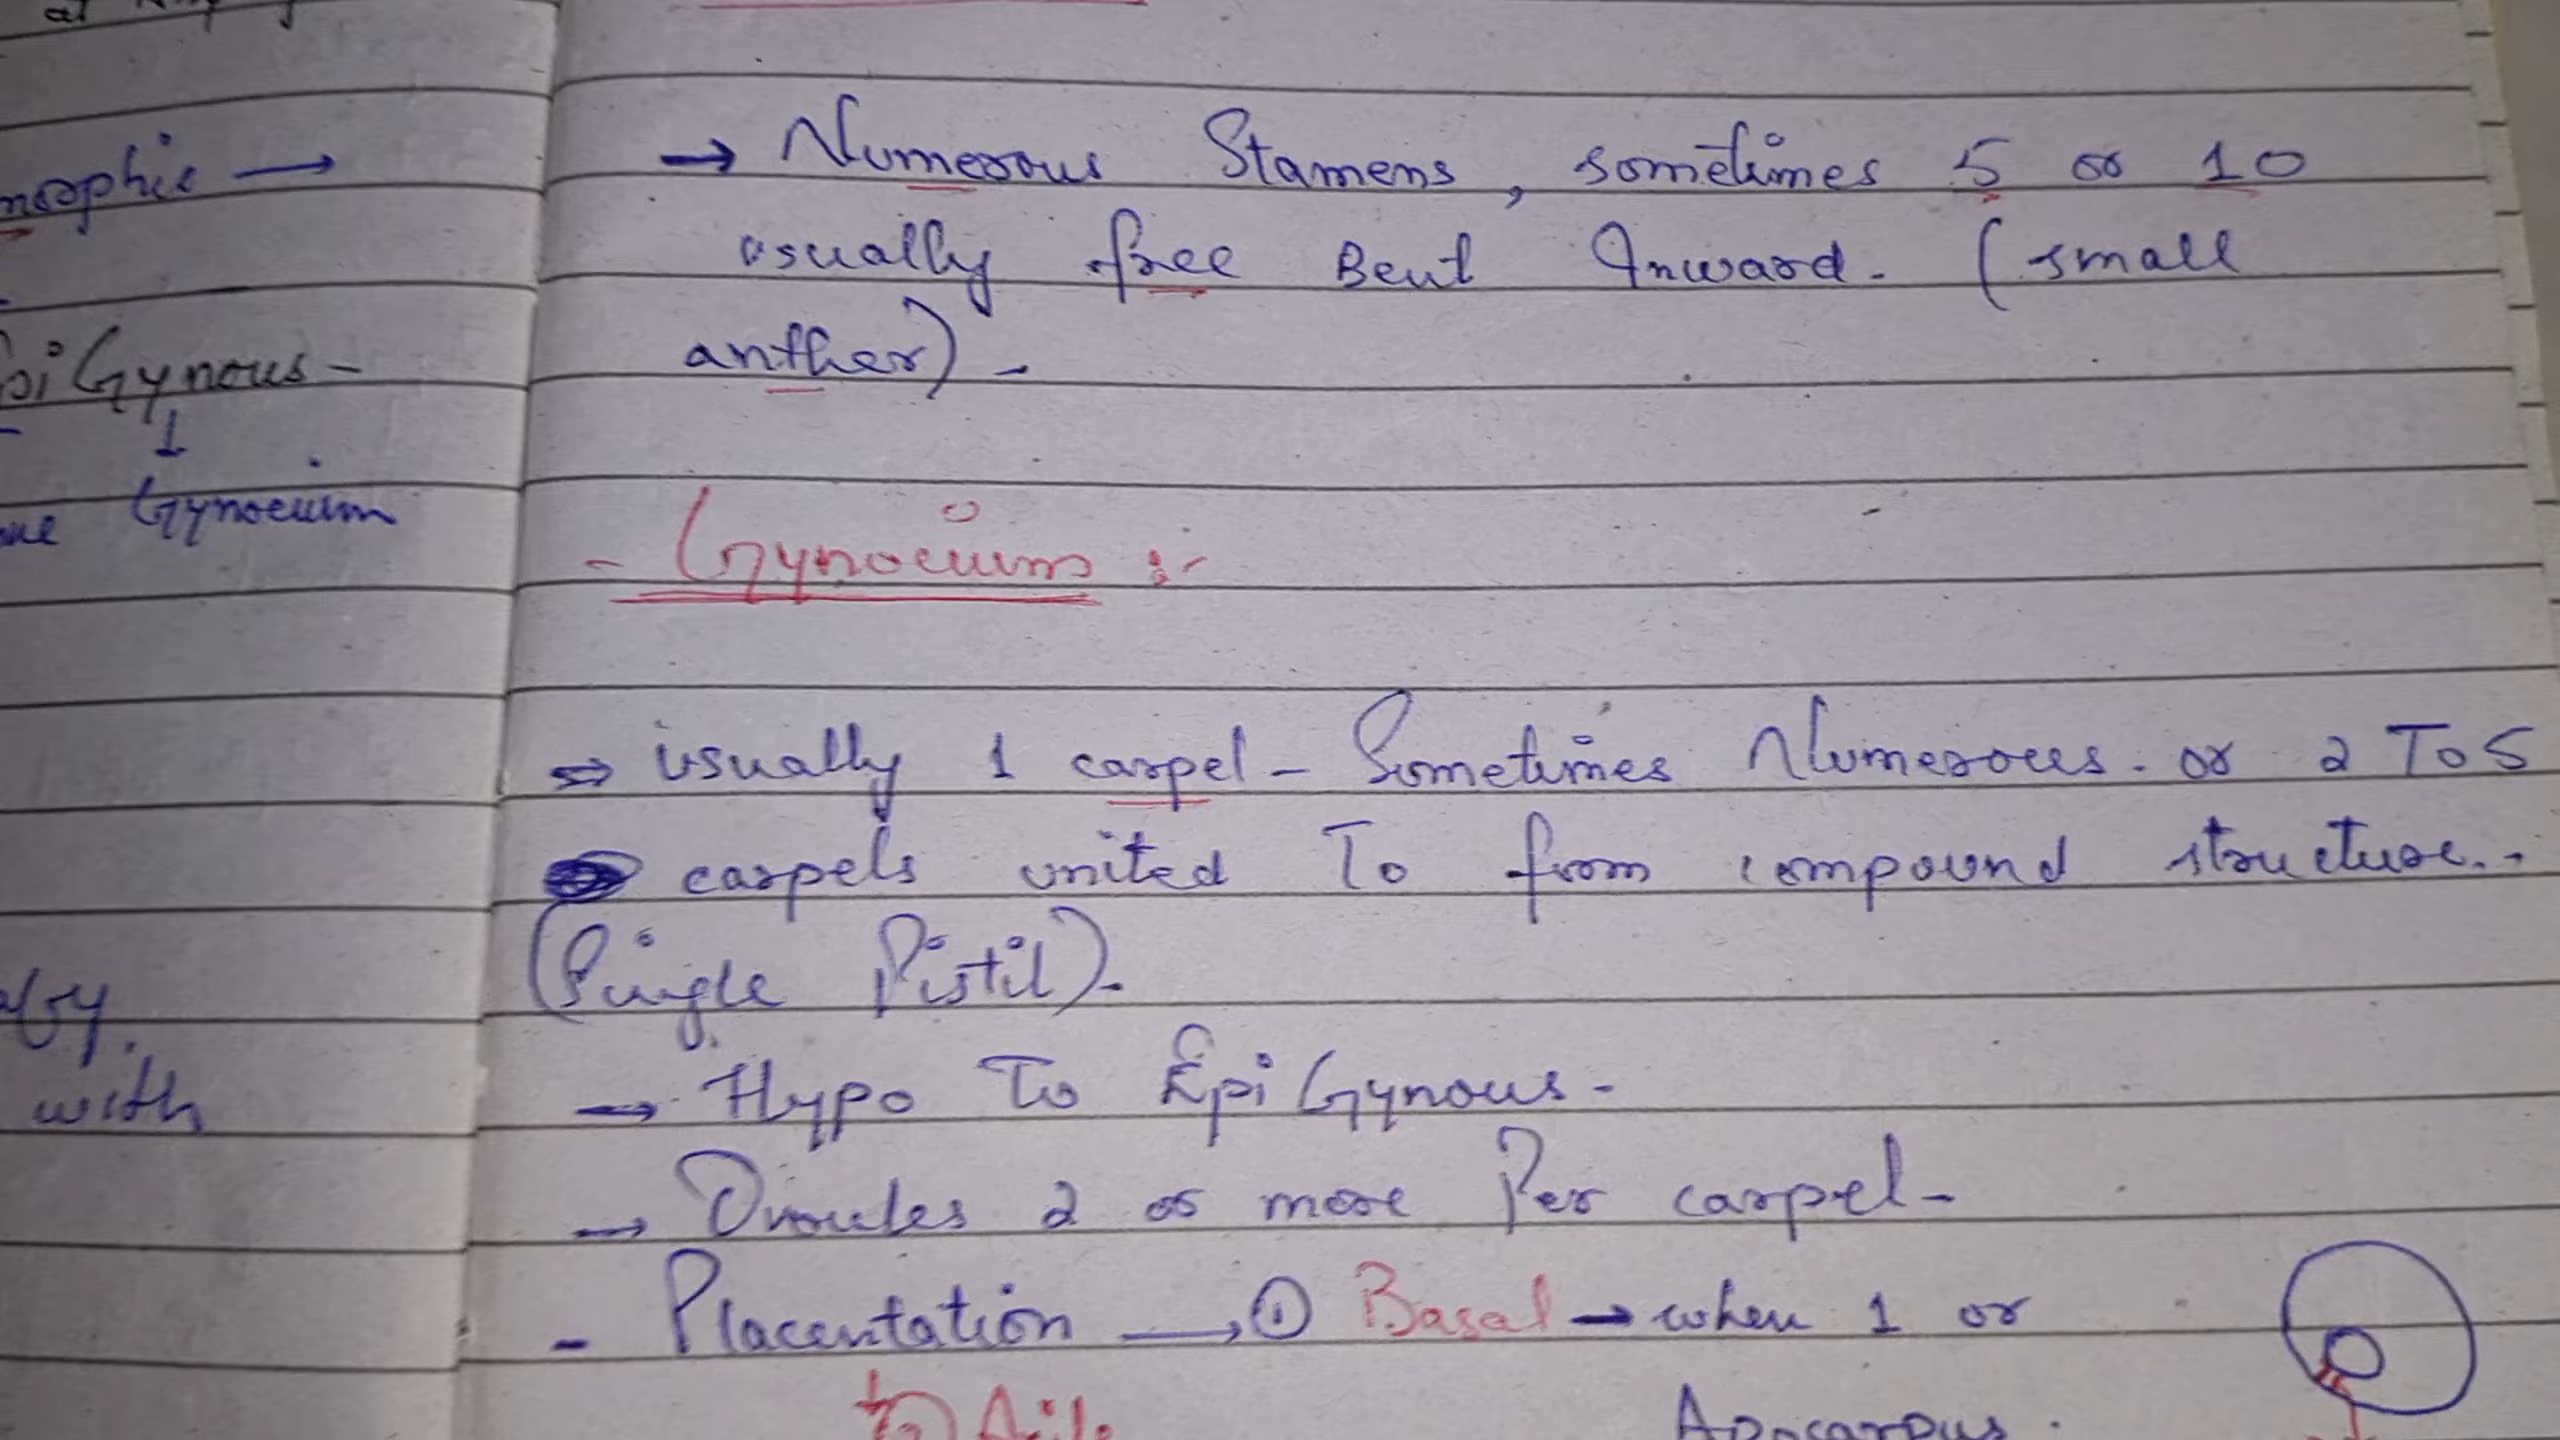 morphic →
pi Gynous -
Gynoecium
with
→ Numerous Stamens, sometimes 5 or 10
usually free Bent Inward. (small
anther) -
- Gynoecium :-
⇒ usually 1 carpel - Sometimes Numerous. or 2 To 5
carpels united To from compound structure..
(Single Pistil).
→ Hypo To Epi Gynous -
→ Ovules 2 or more Per carpel -
- Placentation → ① Basal → when 1 or
Apocarpus.